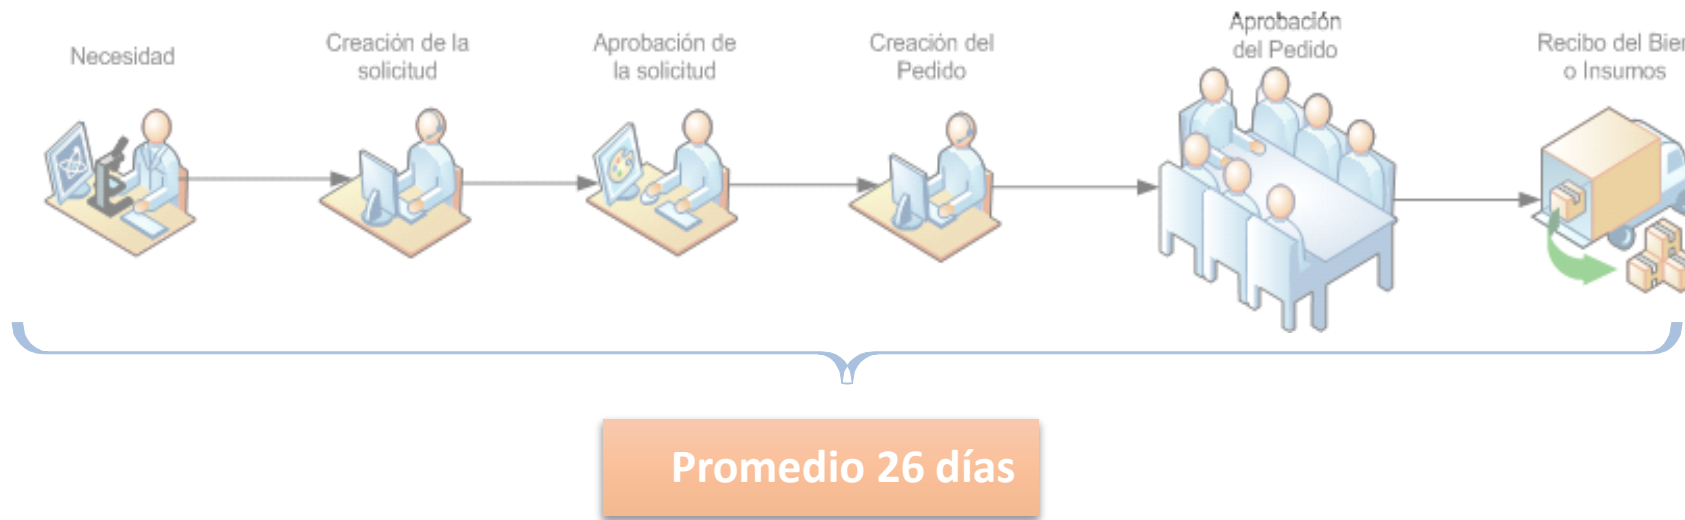 Necesidad
Creación de la
solicitud
Aprobación de
la solicitud
Creación del
Pedido
Aprobación
del Pedido
Recibo del Bien
o Insumos
Promedio 26 días